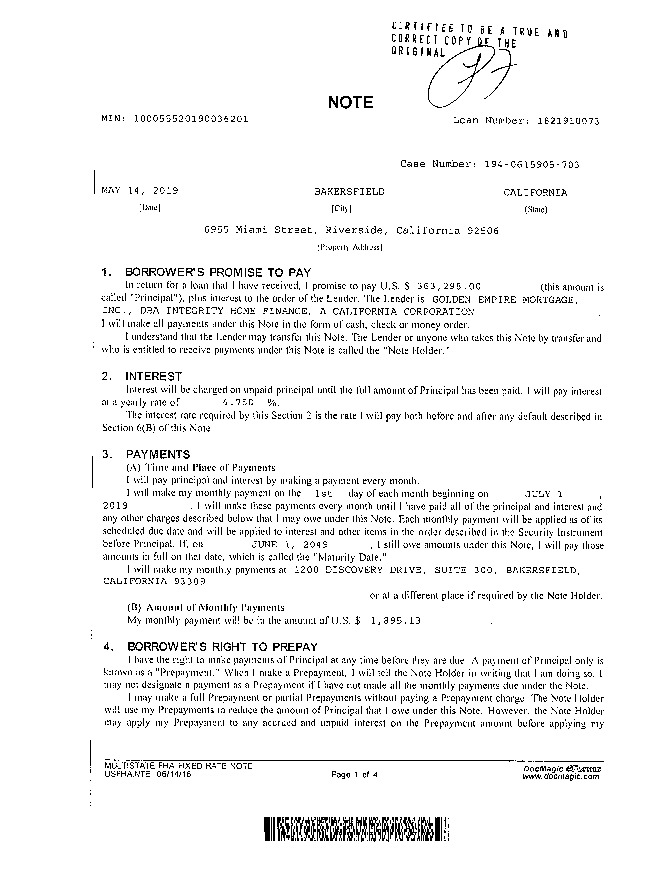 CERTIFIED TO BE A TRUE AND
CORRECT COPY OF THE
ORIGINAL
NOTE
MIN: 100055520190036201
Loan Number: 1821910073
Case Number: 194-0615905-703
MAY 14, 2019 BAKERSFIELD CALIFORNIA
[Date] [City] [State]
6955 Miami Street, Riverside, California 92506
[Property Address]
1. BORROWER'S PROMISE TO PAY
In return for a loan that I have received, I promise to pay U.S. $ 363,298.00 (this amount is
called "Principal"), plus interest to the order of the Lender. The Lender is GOLDEN EMPIRE MORTGAGE,
INC., DBA INTEGRITY HOME FINANCE, A CALIFORNIA CORPORATION .
I will make all payments under this Note in the form of cash, check or money order.
I understand that the Lender may transfer this Note. The Lender or anyone who takes this Note by transfer and
who is entitled to receive payments under this Note is called the "Note Holder."
2. INTEREST
Interest will be charged on unpaid principal until the full amount of Principal has been paid. I will pay interest
at a yearly rate of 4.750 %.
The interest rate required by this Section 2 is the rate I will pay both before and after any default described in
Section 6(B) of this Note
3. PAYMENTS
(A) Time and Place of Payments
I will pay principal and interest by making a payment every month.
I will make my monthly payment on the 1st day of each month beginning on JULY 1 ,
2019 . I will make these payments every month until I have paid all of the principal and interest and
any other charges described below that I may owe under this Note. Each monthly payment will be applied as of its
scheduled due date and will be applied to interest and other items in the order described in the Security Instrument
before Principal. If, on JUNE 1, 2049 , I still owe amounts under this Note, I will pay those
amounts in full on that date, which is called the "Maturity Date."
I will make my monthly payments at 1200 DISCOVERY DRIVE, SUITE 300, BAKERSFIELD,
CALIFORNIA 93309
or at a different place if required by the Note Holder.
(B) Amount of Monthly Payments
My monthly payment will be in the amount of U.S. $ 1,895.13 .
4. BORROWER'S RIGHT TO PREPAY
I have the right to make payments of Principal at any time before they are due. A payment of Principal only is
known as a "Prepayment." When I make a Prepayment, I will tell the Note Holder in writing that I am doing so. I
may not designate a payment as a Prepayment if I have not made all the monthly payments due under the Note.
I may make a full Prepayment or partial Prepayments without paying a Prepayment charge. The Note Holder
will use my Prepayments to reduce the amount of Principal that I owe under this Note. However, the Note Holder
may apply my Prepayment to any accrued and unpaid interest on the Prepayment amount before applying my
MULTISTATE FHA FIXED RATE NOTE
USFHA.NTE 06/14/16
Page 1 of 4
DocMagic
www.docmagic.com